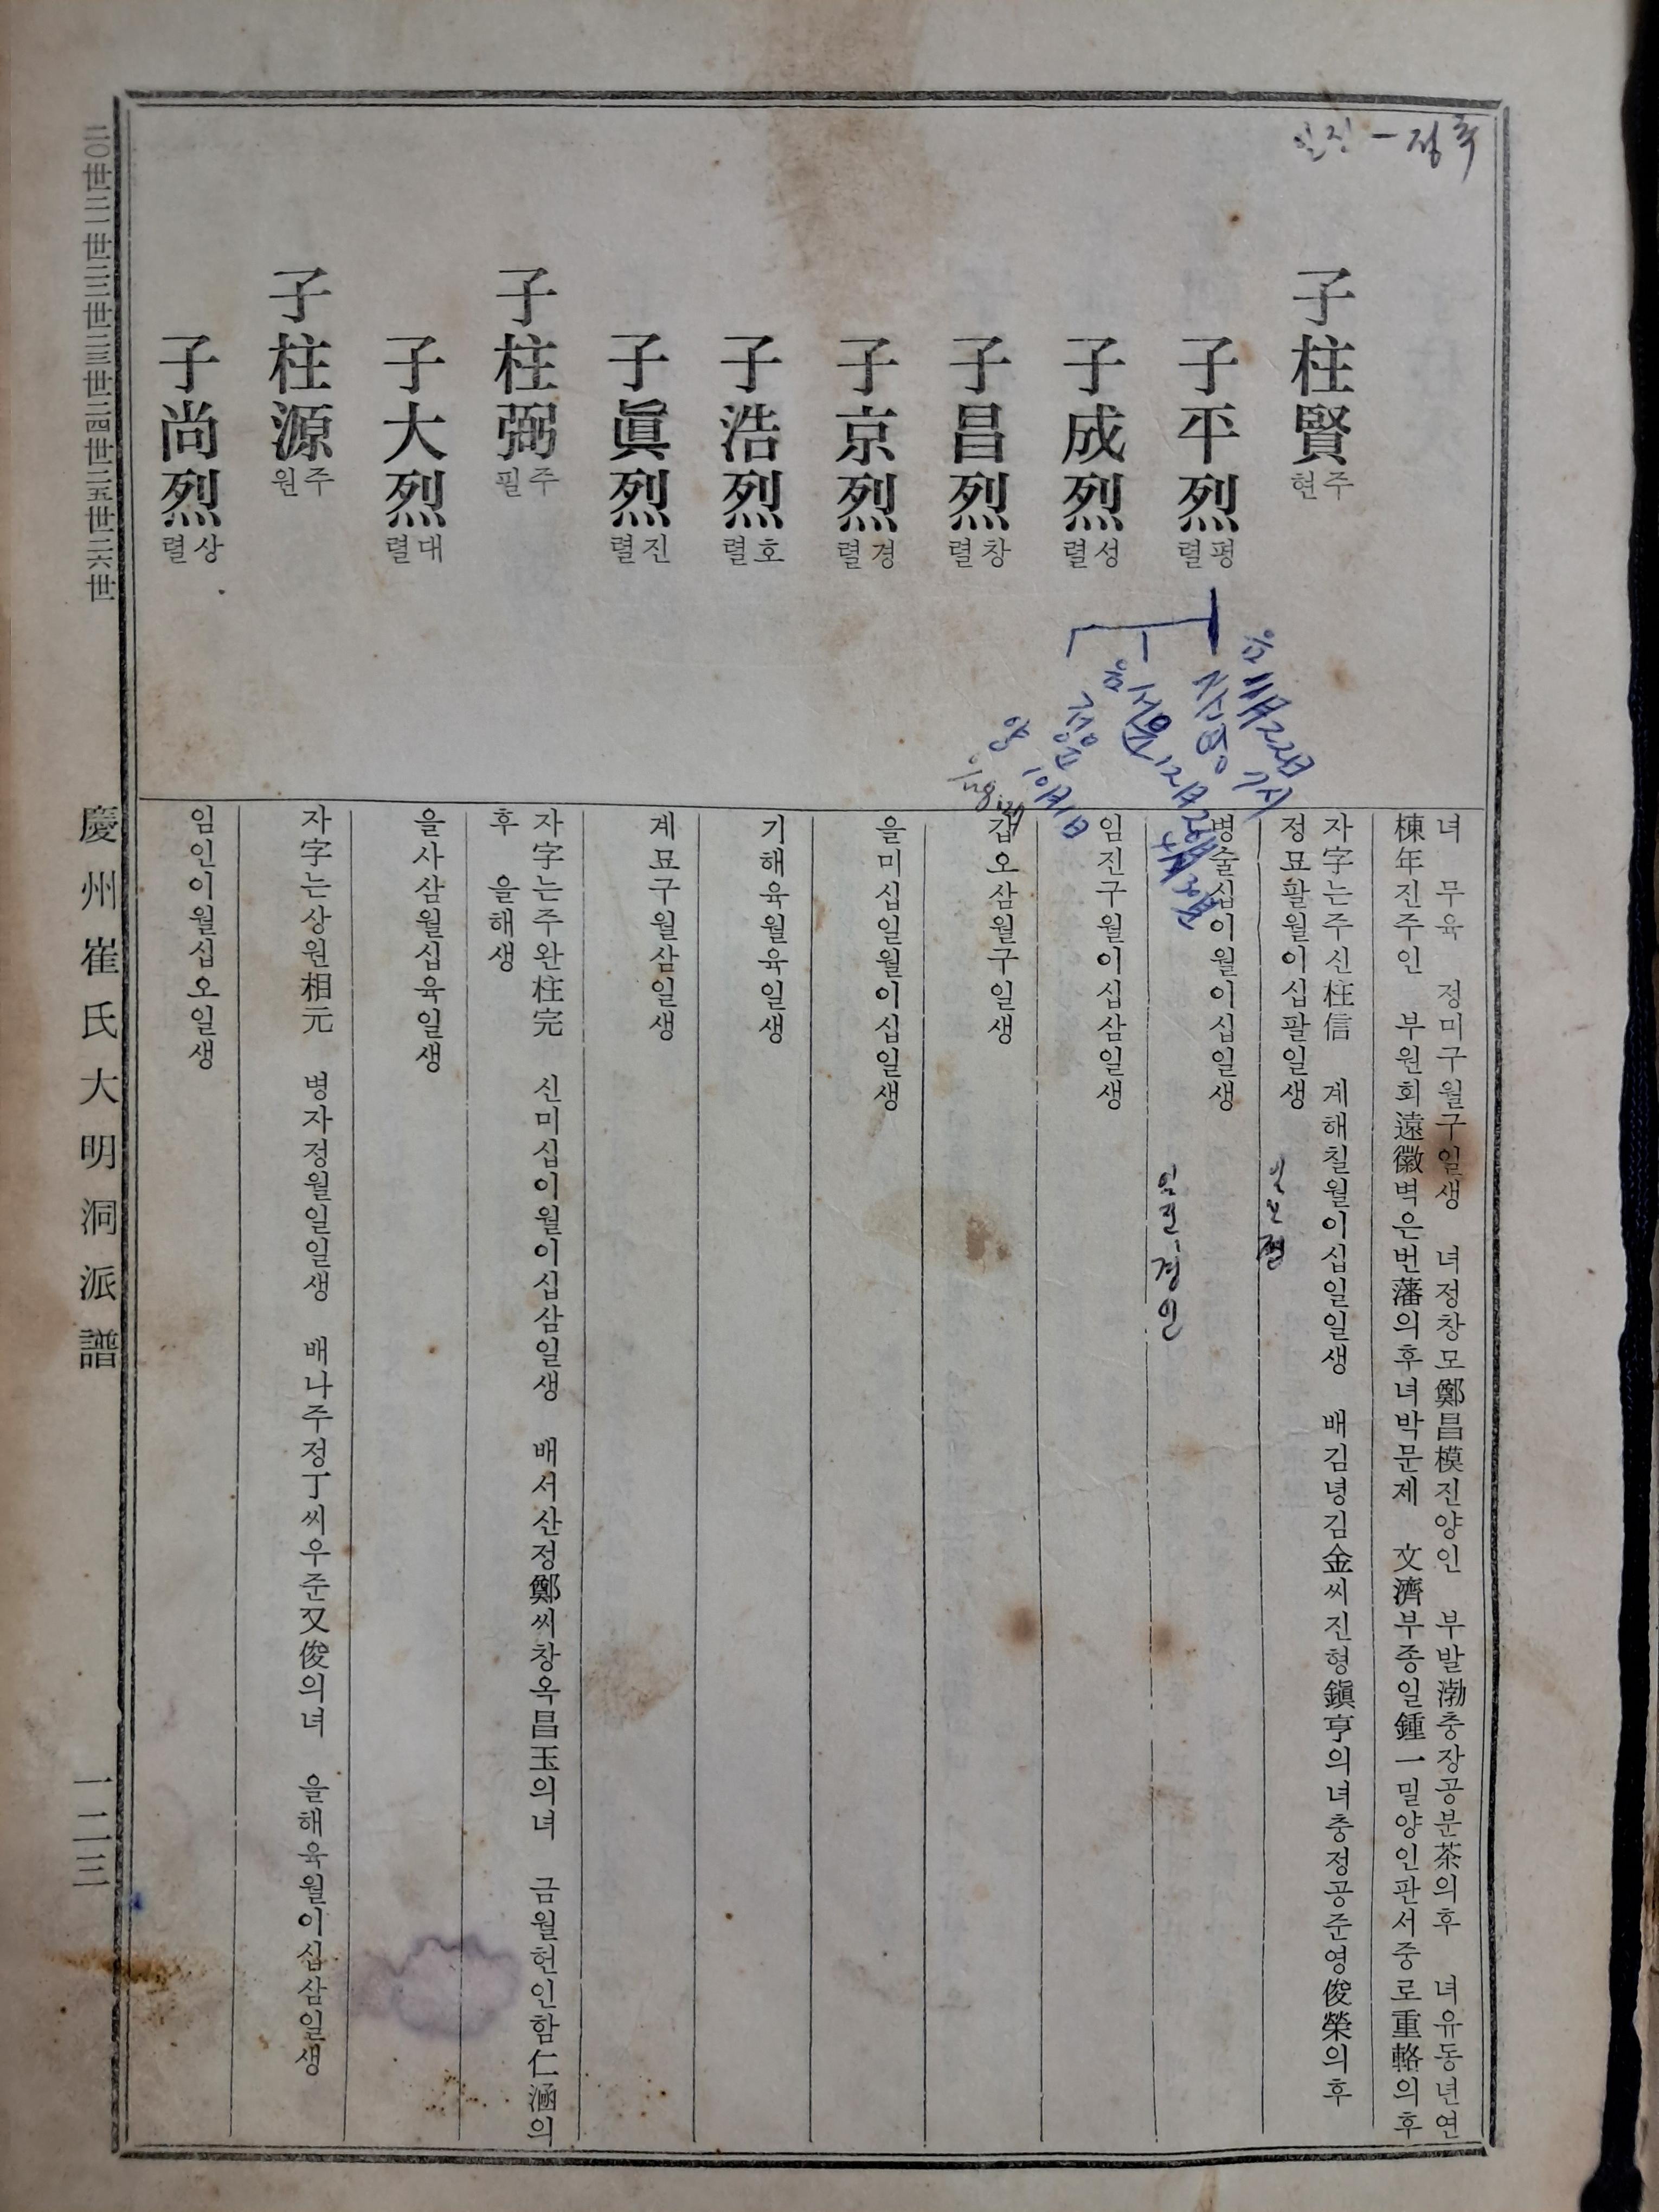 녀 무육 정미구월구일생 녀정창모鄭昌模진양인 부발渤충장공분苯의후 녀유동년연
棟年진주인 부원회遠徽벽은번藩의후녀박문제 文濟부종일鍾一밀양인판서중로重輅의후
子柱賢
주현
자字는주신柱信 계해칠월이십일일생 배김녕김金씨진형鎭亨의녀충정공준영俊榮의후
정묘팔월이십팔일생
子平烈
평렬
병술십이월이십일생
子成烈
성렬
임진구월이십삼일생
子昌烈
창렬
갑오삼월구일생
子京烈
경렬
을미십일월이십일생
子浩烈
호렬
기해육월육일생
子眞烈
진렬
계묘구월삼일생
子柱弼
주필
자字는주완柱完 신미십이월이십삼일생 배서산정鄭씨창옥昌玉의녀 금월헌인함仁涵의
후 을해생
子大烈
대렬
을사삼월십육일생
子柱源
주원
자字는상원相元 병자정월일일생 배나주정丁씨우준又俊의녀 을해육월이십삼일생
子尚烈
상렬
임인이월십오일생
二〇世二一世二二世二三世二四世二五世二六世
慶州崔氏大明洞派譜
一二三